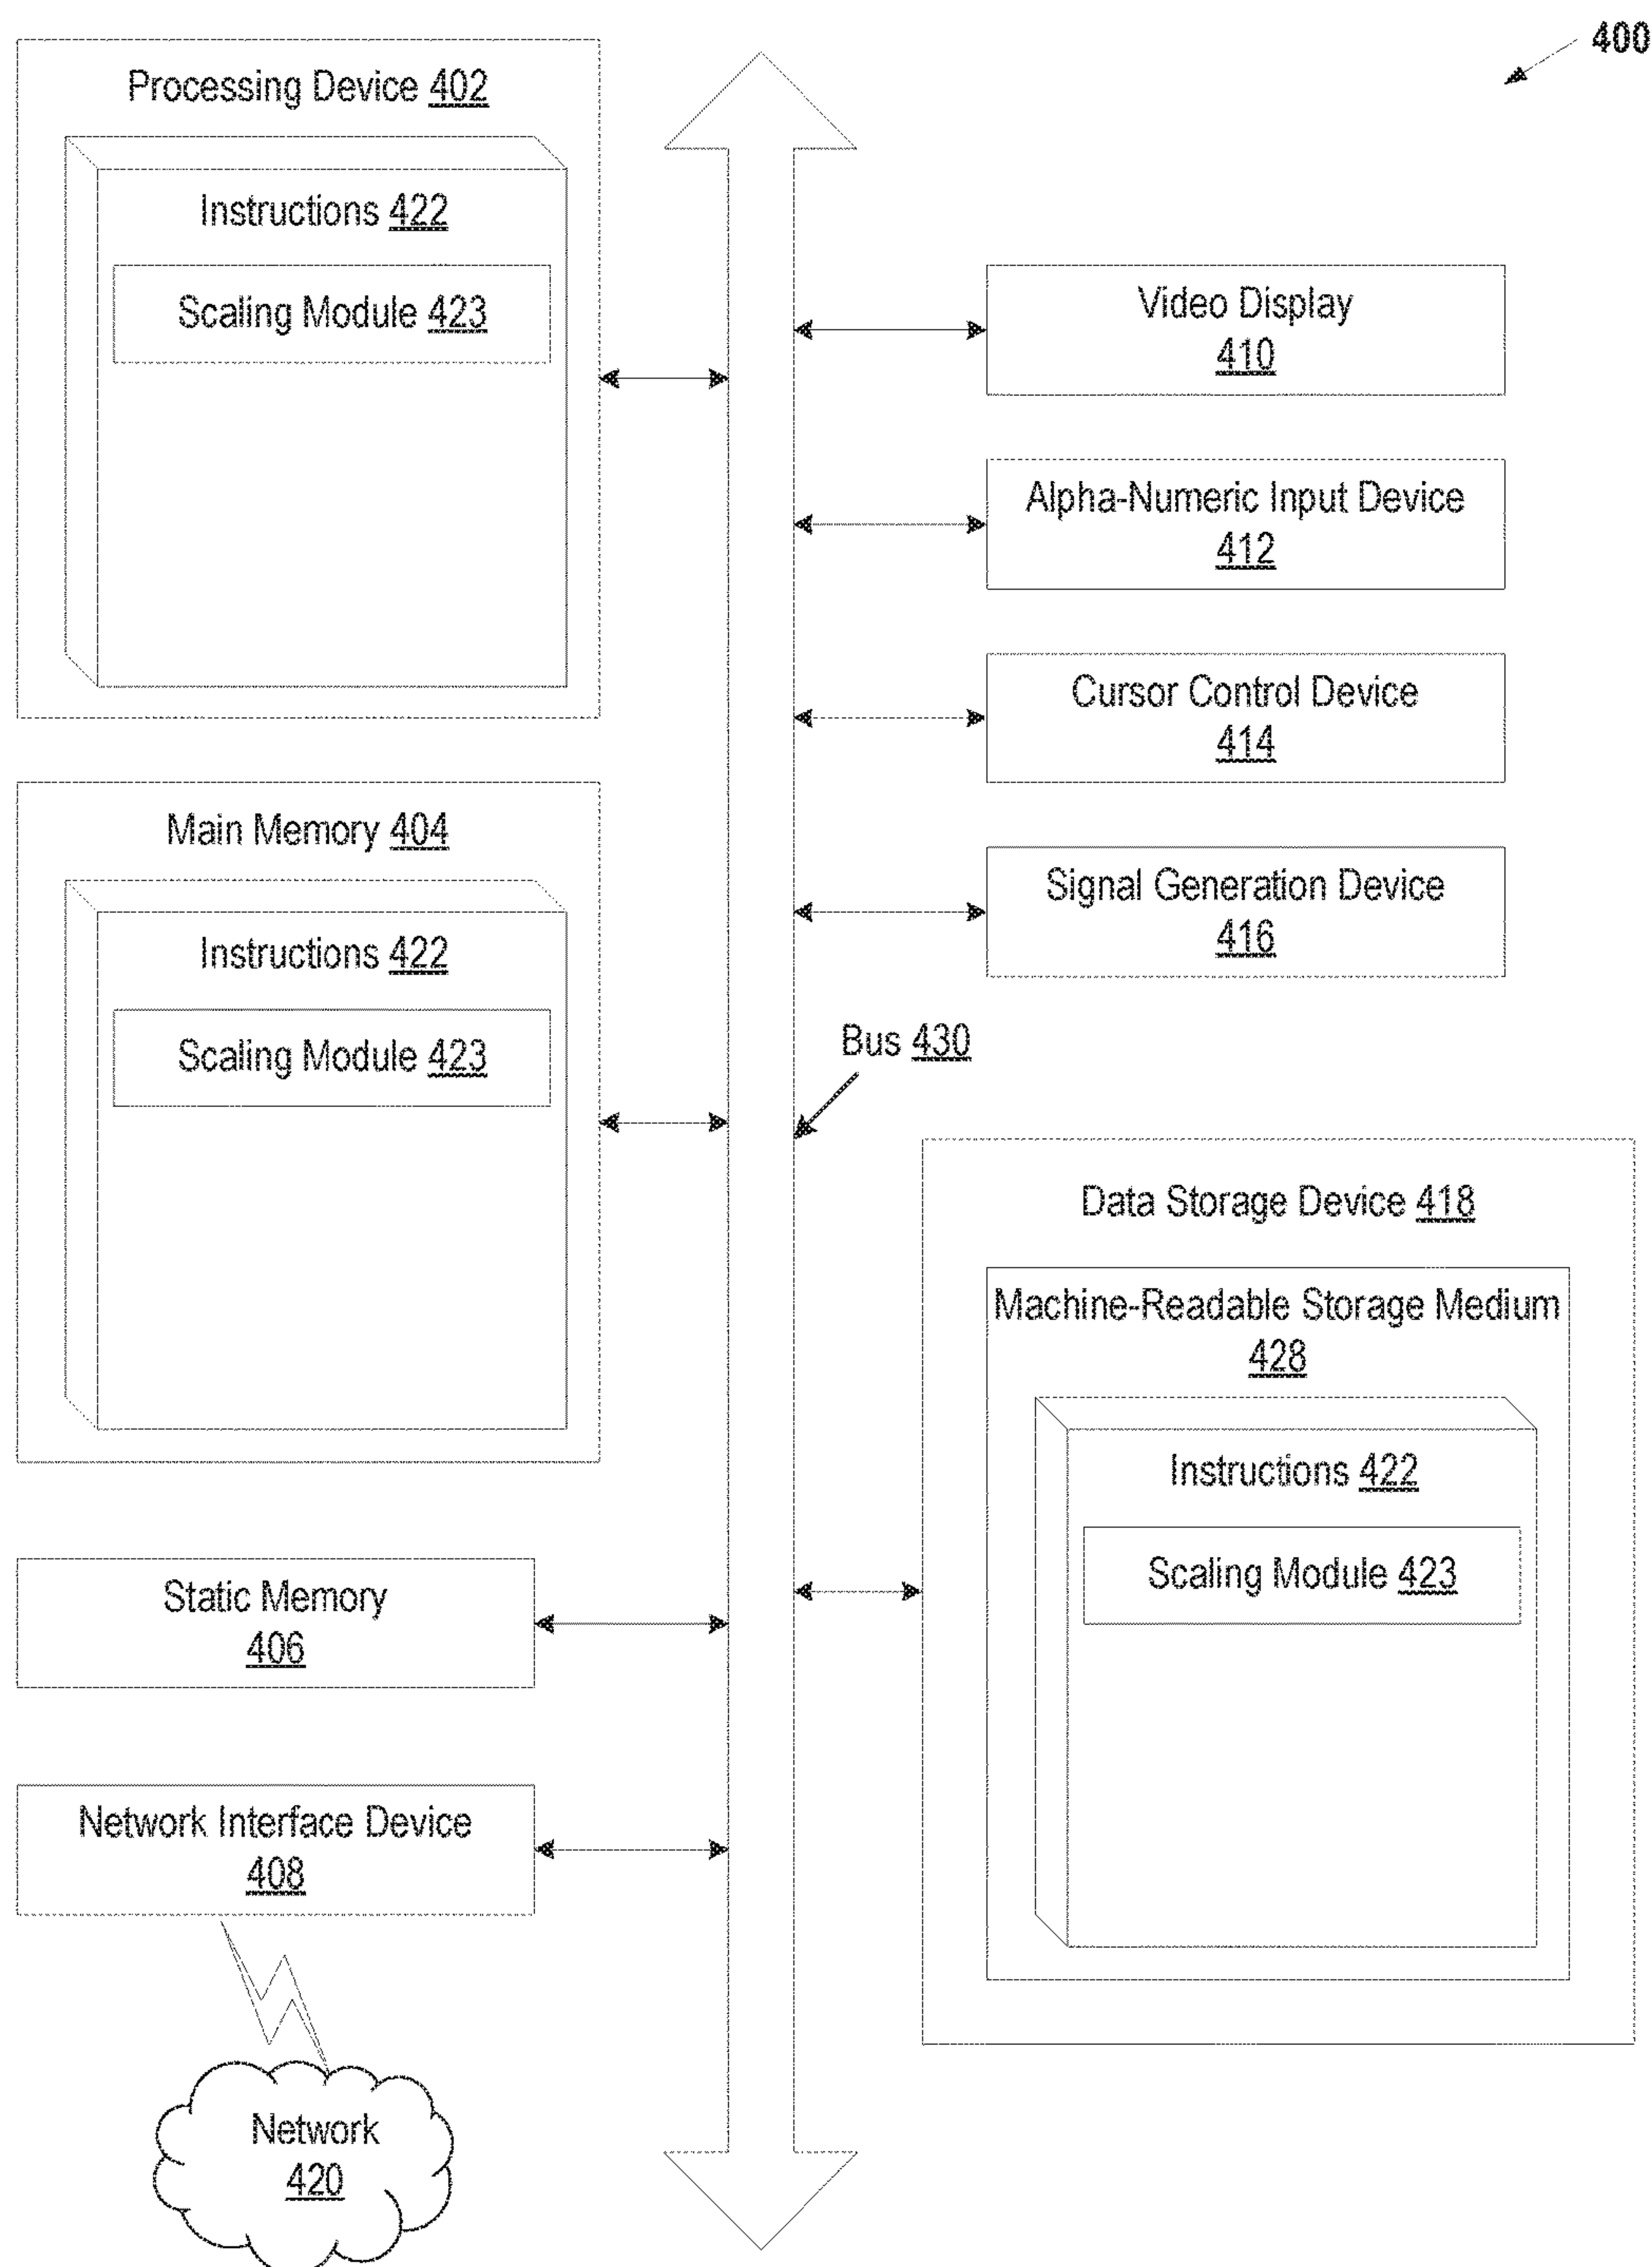 400
Processing Device 402
Instructions 422
Scaling Module 423
Video Display
410
Alpha-Numeric Input Device
412
Cursor Control Device
414
Main Memory 404
Instructions 422
Scaling Module 423
Signal Generation Device
416
Bus 430
Data Storage Device 418
Machine-Readable Storage Medium
428
Instructions 422
Scaling Module 423
Static Memory
406
Network Interface Device
408
Network
420